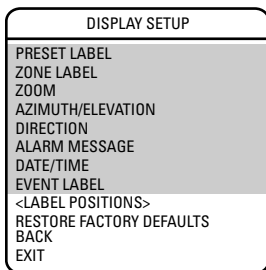 DISPLAY SETUP
PRESET LABEL
ZONE LABEL
ZOOM
AZIMUTH/ELEVATION
DIRECTION
ALARM MESSAGE
DATE/TIME
EVENT LABEL
<LABEL POSITIONS>
RESTORE FACTORY DEFAULTS
BACK
EXIT